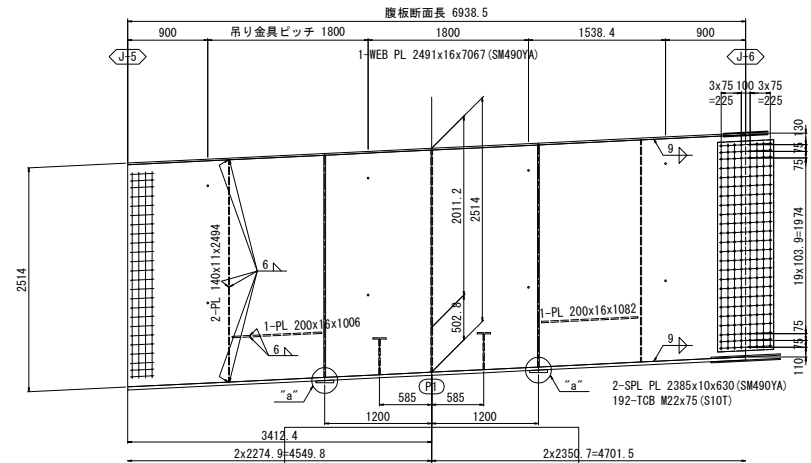 腹板断面長 6938.5
900
吊り金具ピッチ 1800
1800
1538.4
900
J-5
1-WEB PL 2491x16x7067(SM490YA)
J-6
3x75
=225
100
3x75
=225
130
75
75
9
2011.2
2514
2514
2-PL 140x11x2494
6
19x103.9=1974
1-PL 200x16x1006
1-PL 200x16x1082
502.8
6
9
75
75
110
"a"
P1
"a"
2-SPL PL 2385x10x630(SM490YA)
192-TCB M22x75(S10T)
585
585
1200
1200
3412.4
2x2274.9=4549.8
2x2350.7=4701.5